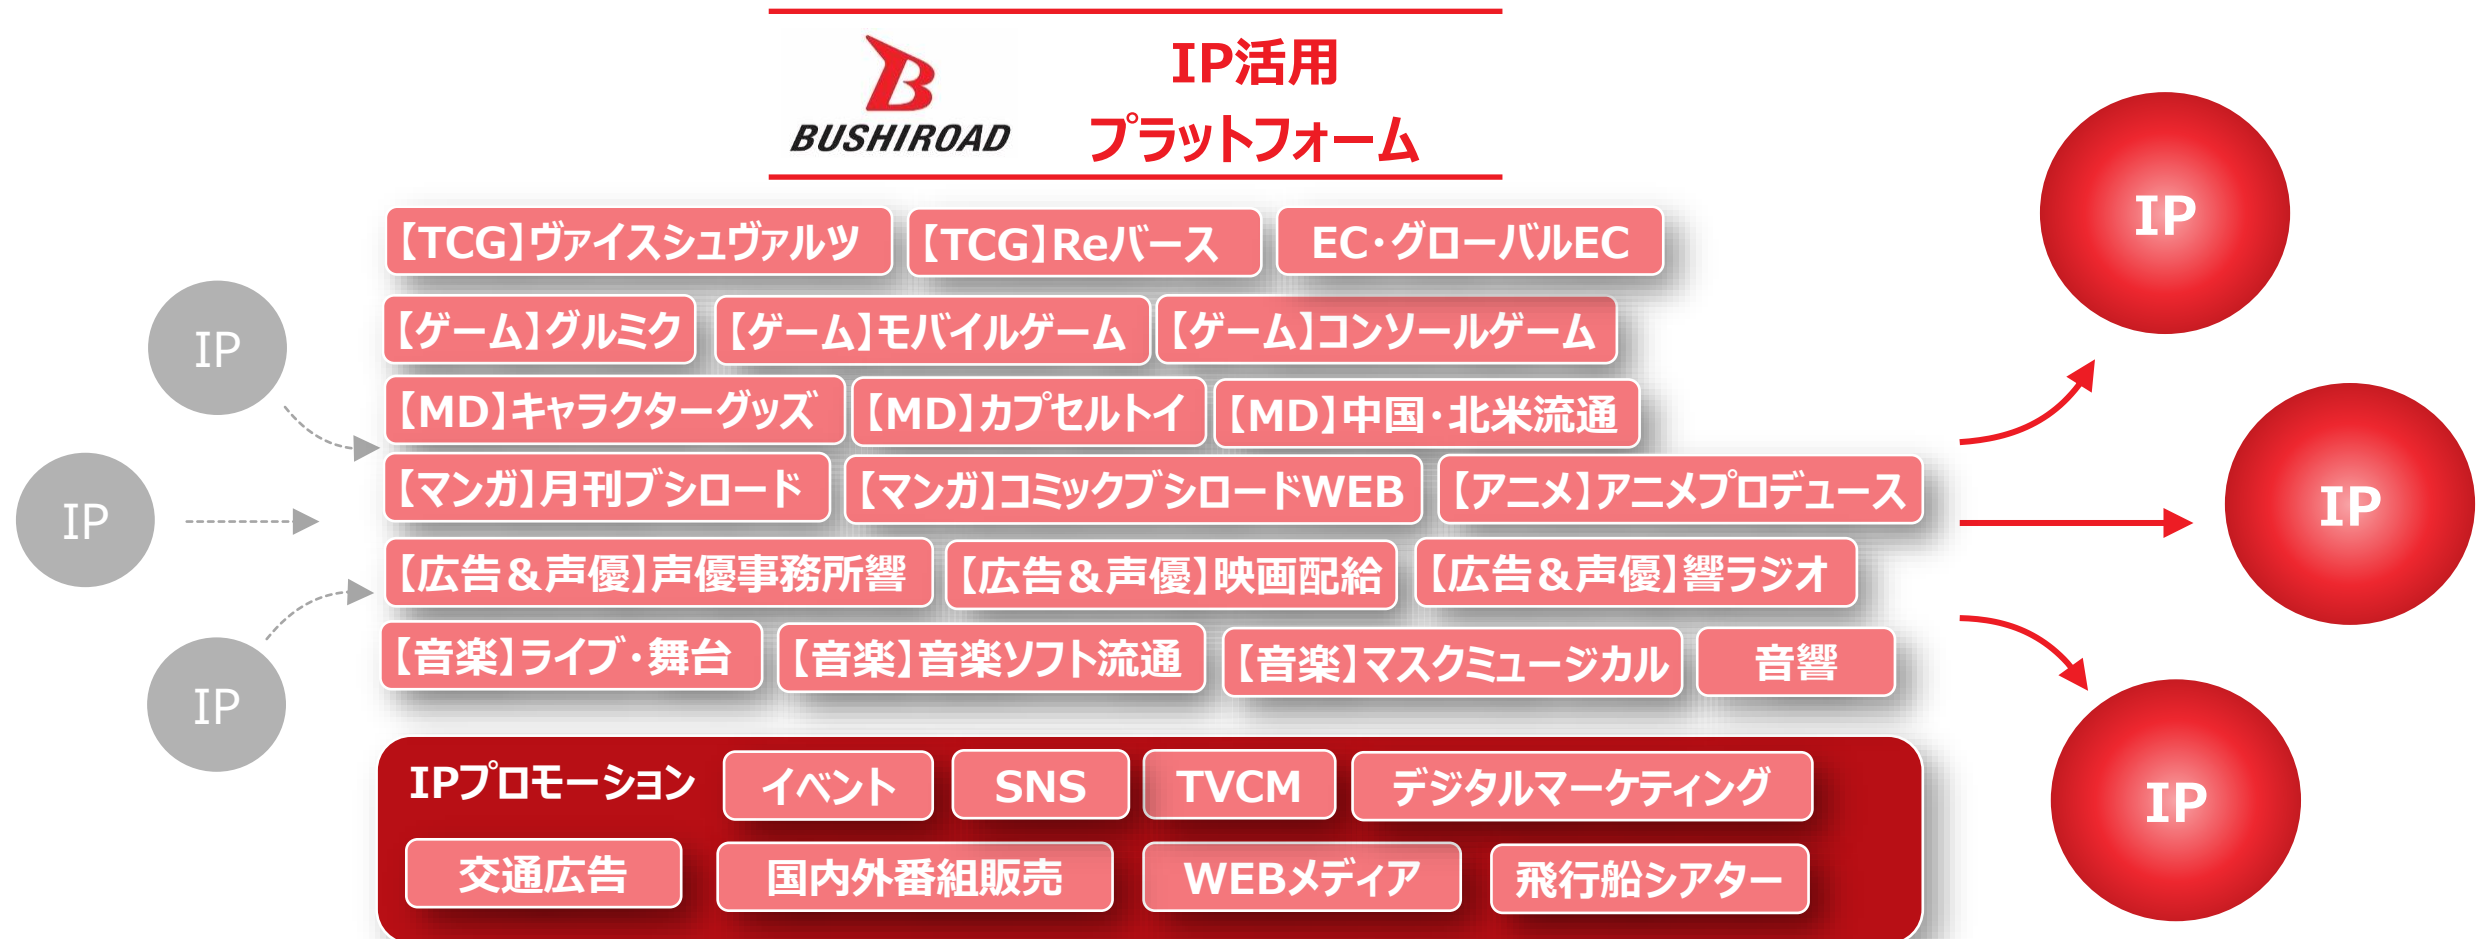 IP活用
BUSHIROAD
プラットフォーム
【TCG】ヴァイスシュヴァルツ
【TCG】Reバース
EC・グローバルEC
【ゲーム】グルミク
【ゲーム】モバイルゲーム
【ゲーム】コンソールゲーム
【MD】キャラクターグッズ
【MD】カプセルトイ
【MD】中国・北米流通
【マンガ】月刊ブシロード
【マンガ】コミックブシロードWEB
【アニメ】アニメプロデュース
【広告＆声優】声優事務所響
【広告＆声優】映画配給
【広告＆声優】響ラジオ
【音楽】ライブ・舞台
【音楽】音楽ソフト流通
【音楽】マスクミュージカル
音響
IPプロモーション
イベント
SNS
TVCM
デジタルマーケティング
交通広告
国内外番組販売
WEBメディア
飛行船シアター
IP
IP
IP
IP
IP
IP